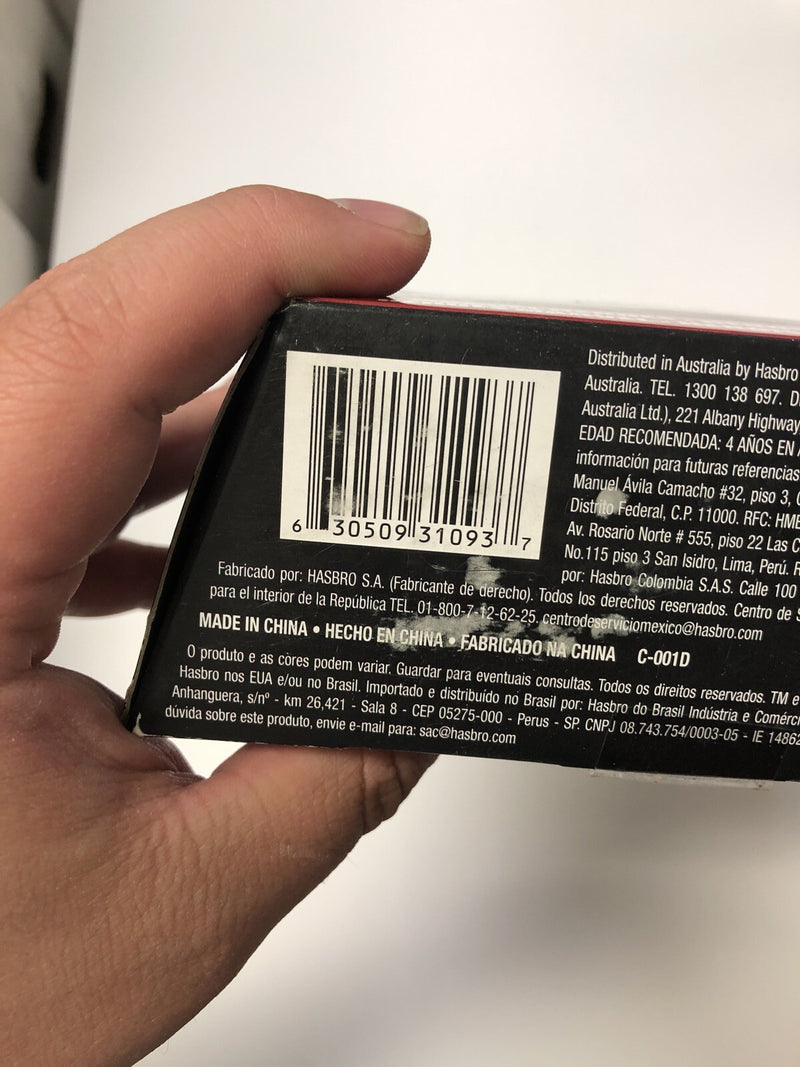 6 30509 31093 7
Distributed in Australia by Hasbro
Australia. TEL. 1300 138 697. D
Australia Ltd.), 221 Albany Highway
EDAD RECOMENDADA: 4 AÑOS EN A
información para futuras referencias
Manuel Ávila Camacho #32, piso 3, C
Distrito Federal, C.P. 11000. RFC: HME
Av. Rosario Norte # 555, piso 22 Las C
No.115 piso 3 San Isidro, Lima, Perú. R
por: Hasbro Colombia S.A.S. Calle 100
Fabricado por: HASBRO S.A. (Fabricante de derecho). Todos los derechos reservados. Centro de S
para el interior de la República TEL. 01-800-7-12-62-25, centrodeserviciomexico@hasbro.com
MADE IN CHINA • HECHO EN CHINA • FABRICADO NA CHINA C-001D
O produto e as cores podem variar. Guardar para eventuais consultas. Todos os direitos reservados. TM e
Hasbro nos EUA e/ou no Brasil. Importado e distribuído no Brasil por: Hasbro do Brasil Indústria e Comérci
Anhanguera, s/nº - km 26,421 - Sala 8 - CEP 05275-000 - Perus - SP. CNPJ 08.743.754/0003-05 - IE 14862
dúvida sobre este produto, envie e-mail para: sac@hasbro.com